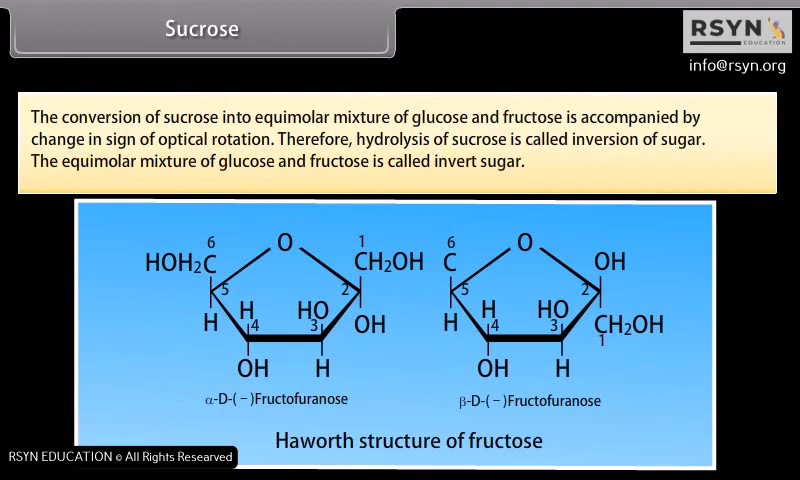 Sucrose
RSYN
EDUCATION
info@rsyn.org
The conversion of sucrose into equimolar mixture of glucose and fructose is accompanied by
change in sign of optical rotation. Therefore, hydrolysis of sucrose is called inversion of sugar.
The equimolar mixture of glucose and fructose is called invert sugar.
6 O 1 6 O
HOH₂C CH₂OH C OH
5 2 5 2
H H HO OH H H HO CH₂OH
4 3 4 3 1
OH H OH H
α-D-(−)Fructofuranose β-D-(−)Fructofuranose
Haworth structure of fructose
RSYN EDUCATION © All Rights Researved